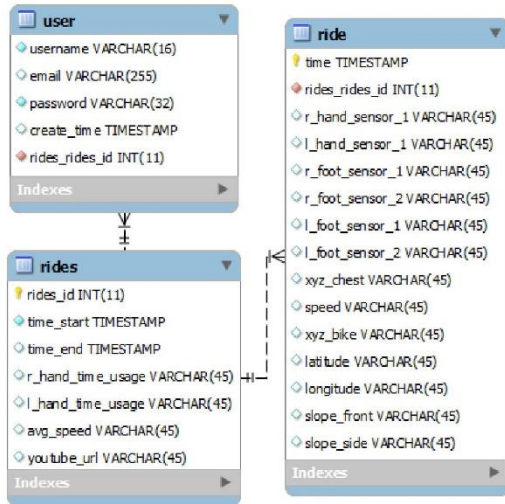 user
username VARCHAR(16)
email VARCHAR(255)
password VARCHAR(32)
create_time TIMESTAMP
rides_rides_id INT(11)
Indexes
rides
rides_id INT(11)
time_start TIMESTAMP
time_end TIMESTAMP
r_hand_time_usage VARCHAR(45)
l_hand_time_usage VARCHAR(45)
avg_speed VARCHAR(45)
youtube_url VARCHAR(45)
Indexes
ride
time TIMESTAMP
rides_rides_id INT(11)
r_hand_sensor_1 VARCHAR(45)
l_hand_sensor_1 VARCHAR(45)
r_foot_sensor_1 VARCHAR(45)
r_foot_sensor_2 VARCHAR(45)
l_foot_sensor_1 VARCHAR(45)
l_foot_sensor_2 VARCHAR(45)
xyz_chest VARCHAR(45)
speed VARCHAR(45)
xyz_bike VARCHAR(45)
latitude VARCHAR(45)
longitude VARCHAR(45)
slope_front VARCHAR(45)
slope_side VARCHAR(45)
Indexes